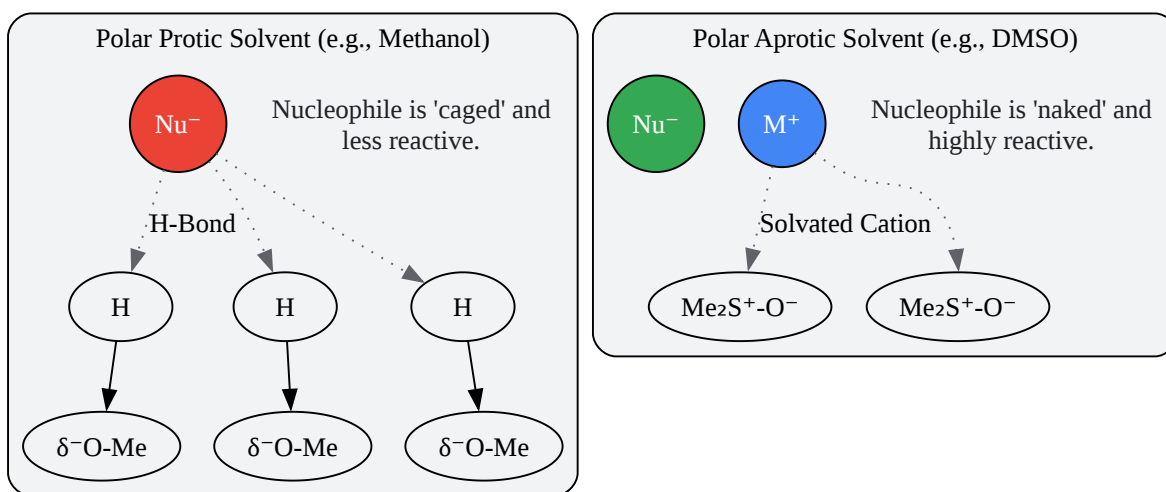 Polar Protic Solvent (e.g., Methanol)
Nu⁻
Nucleophile is 'caged' and
less reactive.
H-Bond
H
H
H
δ⁻O-Me
δ⁻O-Me
δ⁻O-Me
Polar Aprotic Solvent (e.g., DMSO)
Nu⁻
M⁺
Nucleophile is 'naked' and
highly reactive.
Solvated Cation
Me₂S⁺-O⁻
Me₂S⁺-O⁻